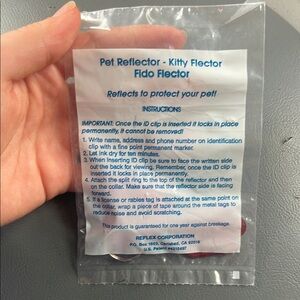 Pet Reflector - Kitty Flector
Fido Flector
Reflects to protect your pet!
INSTRUCTIONS
IMPORTANT: Once the ID clip is inserted it locks in place
permanently, it cannot be removed!
1. Write name, address and phone number on identification
clip with a fine point permanent marker.
2. Let ink dry for ten minutes.
3. When inserting ID clip be sure to face the written side
out the back for viewing. Remember, once the ID clip is
inserted it locks in place permanently.
4. Attach the split ring to the top of the reflector and then
on the collar. Make sure that the reflector side is facing
forward.
5. If a license or rabies tag is attached at the same point on
the collar, wrap a piece of tape around the metal tags to
reduce noise and avoid scratching.
This product is guaranteed for one year against breakage.
REFLEX CORPORATION
P.O. Box 1603, Carlsbad, CA 92018
U.S. Patent